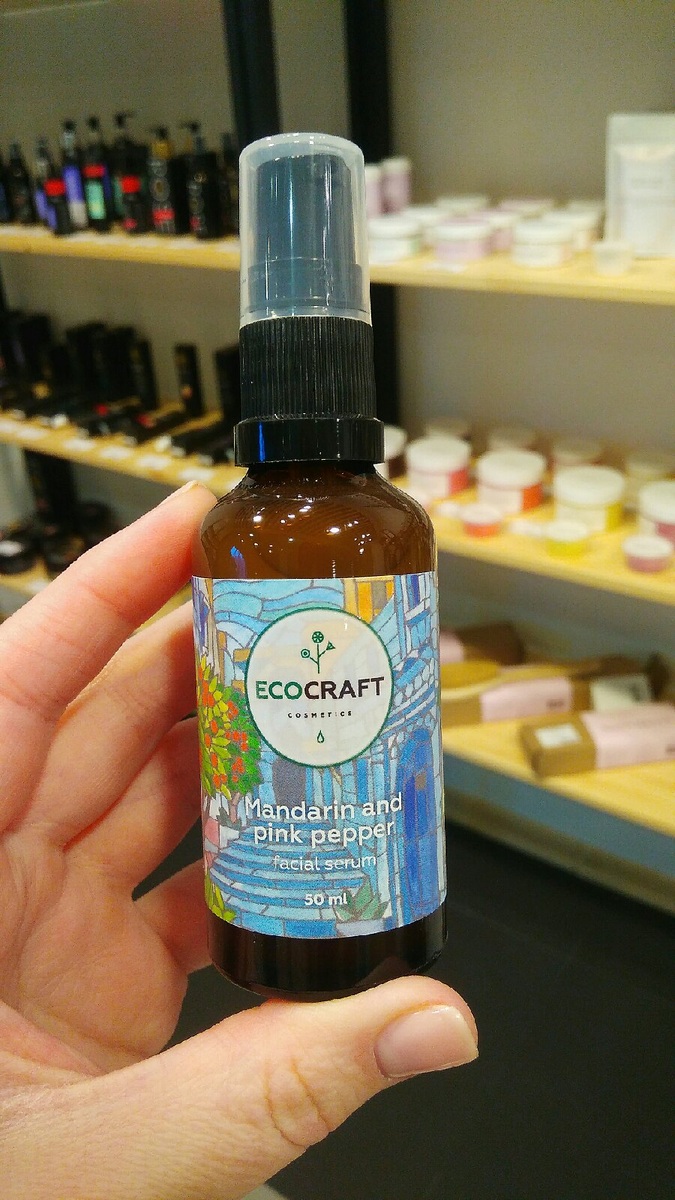 ECOCRAFT
COSMETICS
Mandarin and
pink pepper
facial serum
50 ml